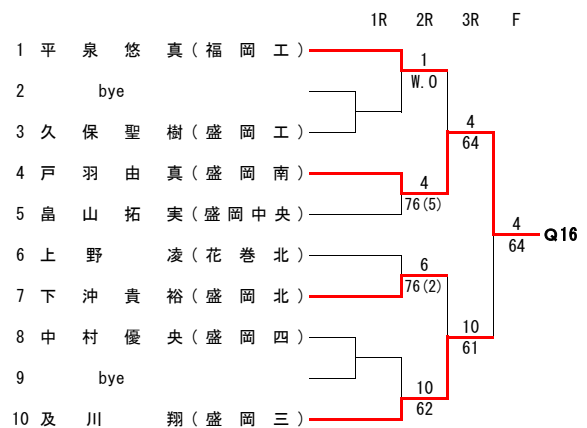 1R 2R 3R F
1 平泉悠真(福岡工)
1
W.O
2 bye
3 久保聖樹(盛岡工)
4
64
4 戸羽由真(盛岡南)
4
76(5)
5 畠山拓実(盛岡中央)
4
64
Q16
6 上野凌(花巻北)
6
76(2)
7 下沖貴裕(盛岡北)
8 中村優央(盛岡四)
10
61
9 bye
10
62
10 及川翔(盛岡三)